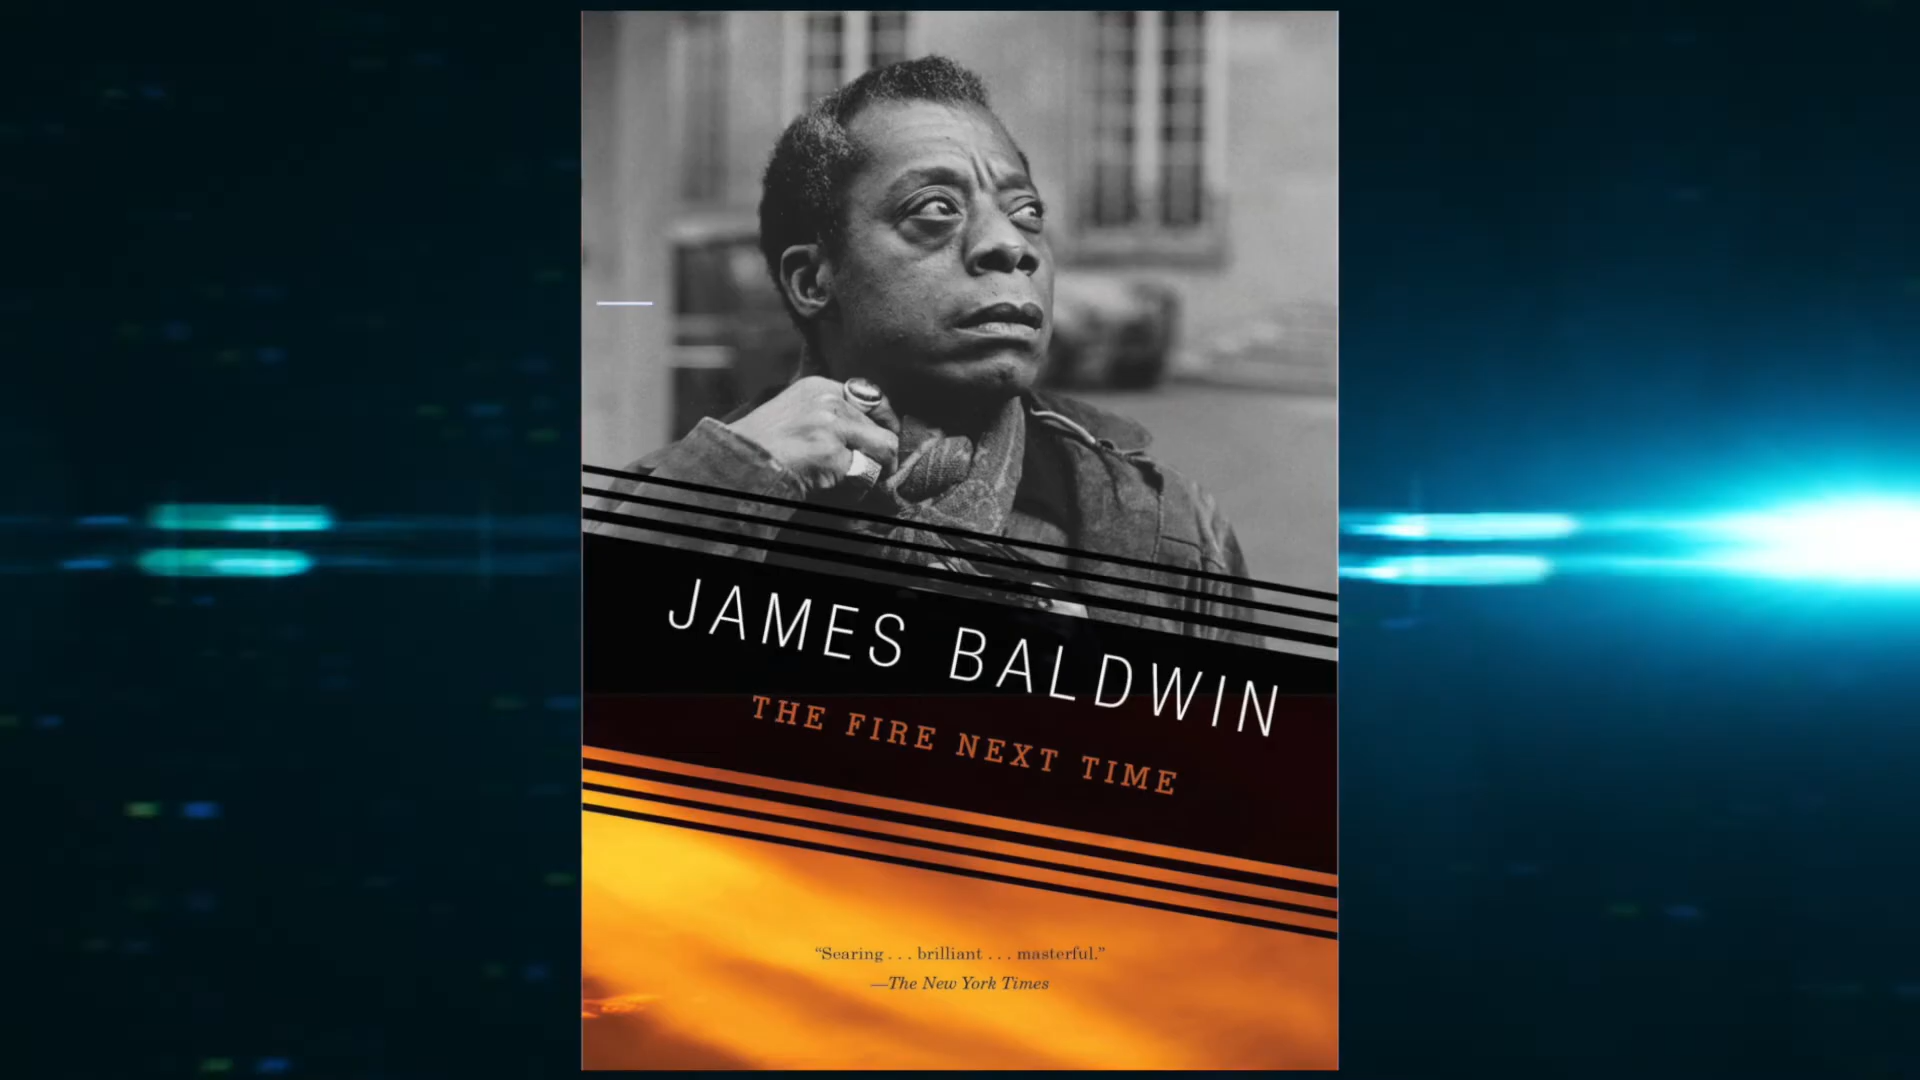 JAMES BALDWIN
THE FIRE NEXT TIME
“Searing . . . brilliant . . . masterful.”
—The New York Times